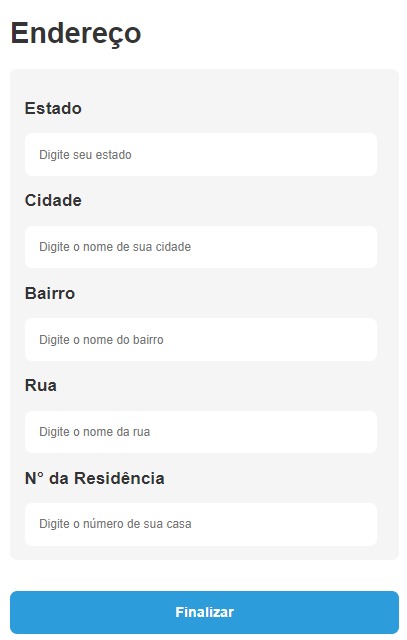 Endereço
Estado
Digite seu estado
Cidade
Digite o nome de sua cidade
Bairro
Digite o nome do bairro
Rua
Digite o nome da rua
N° da Residência
Digite o número de sua casa
Finalizar